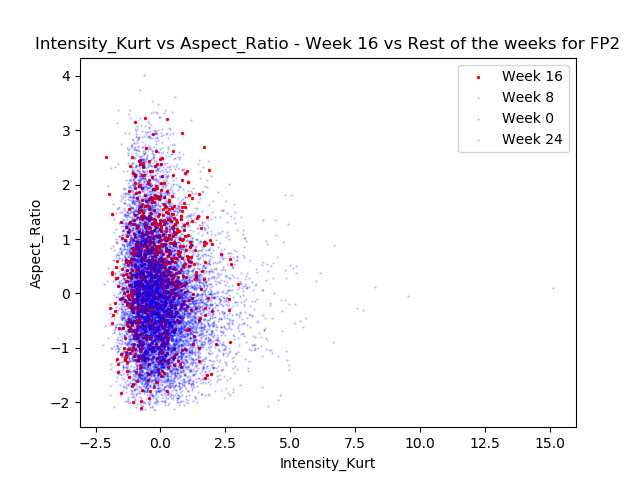 Intensity_Kurt vs Aspect_Ratio - Week 16 vs Rest of the weeks for FP2
Week 16
Week 8
Week 0
Week 24
4
3
2
1
0
−1
−2
Aspect_Ratio
−2.5 0.0 2.5 5.0 7.5 10.0 12.5 15.0
Intensity_Kurt